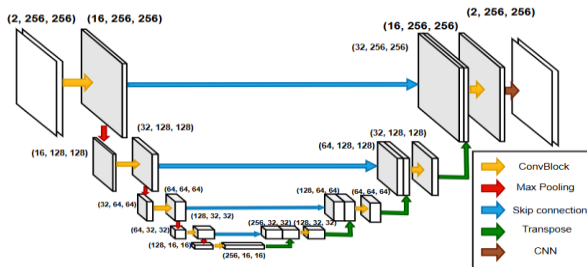 (2, 256, 256)
(16, 256, 256)
(16, 256, 256)
(2, 256, 256)
(32, 256, 256)
(16, 128, 128)
(32, 128, 128)
(64, 128, 128)
(32, 128, 128)
(32, 64, 64)
(64, 64, 64)
(128, 64, 64)
(64, 64, 64)
(64, 32, 32)
(128, 32, 32)
(256, 32, 32)
(128, 32, 32)
(128, 16, 16)
(256, 16, 16)
ConvBlock
Max Pooling
Skip connection
Transpose
CNN